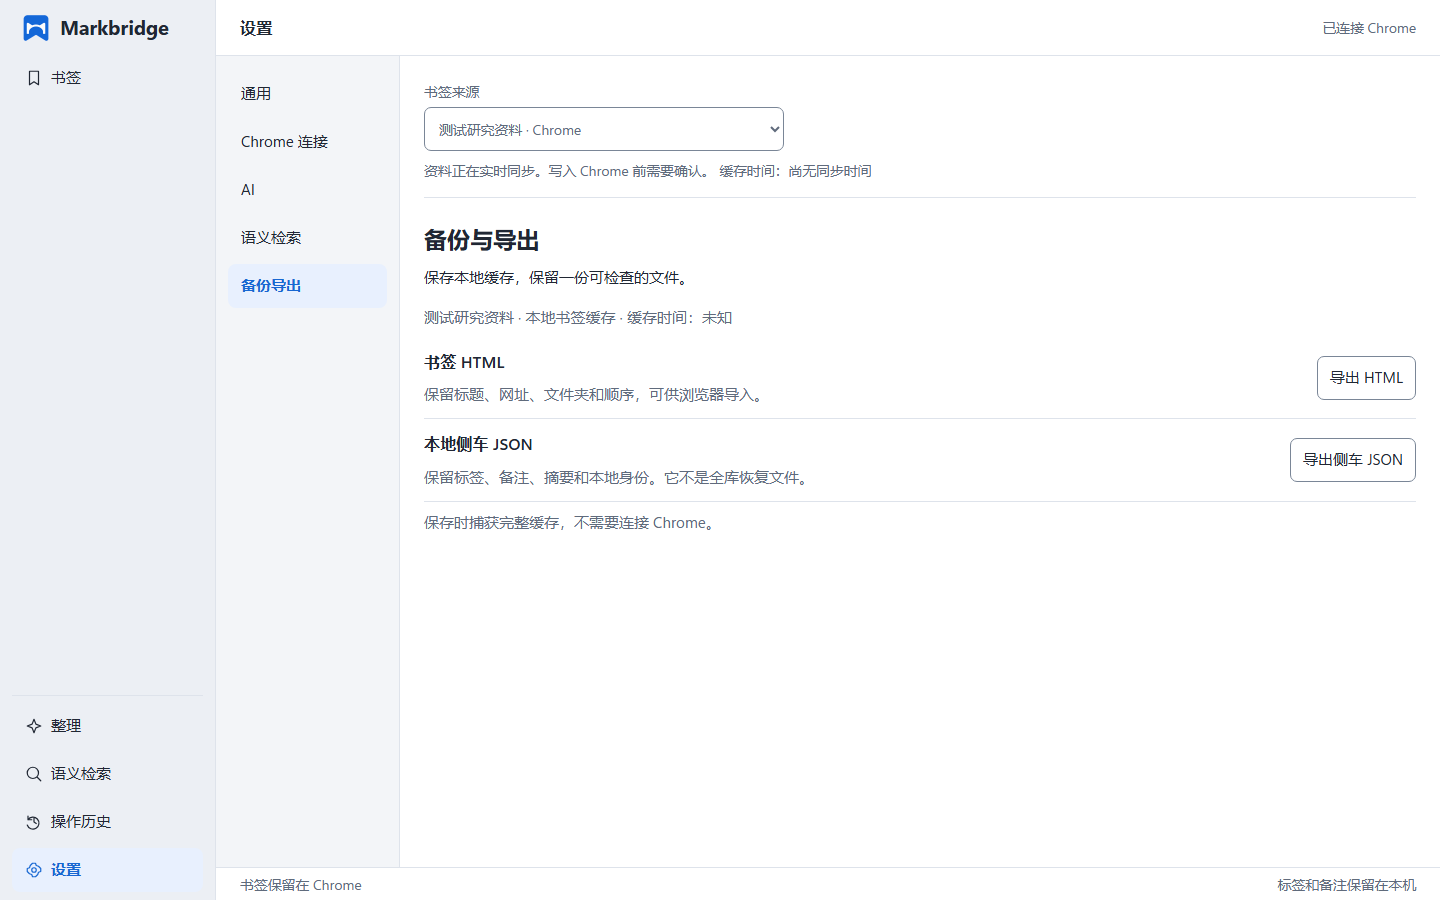 Markbridge
书签
整理
语义检索
操作历史
设置
设置
已连接 Chrome
通用
Chrome 连接
AI
语义检索
备份导出
书签来源
测试研究资料 · Chrome
资料正在实时同步。写入 Chrome 前需要确认。 缓存时间：尚无同步时间
备份与导出
保存本地缓存，保留一份可检查的文件。
测试研究资料 · 本地书签缓存 · 缓存时间：未知
书签 HTML
保留标题、网址、文件夹和顺序，可供浏览器导入。
导出 HTML
本地侧车 JSON
保留标签、备注、摘要和本地身份。它不是全库恢复文件。
导出侧车 JSON
保存时捕获完整缓存，不需要连接 Chrome。
书签保留在 Chrome
标签和备注保留在本机